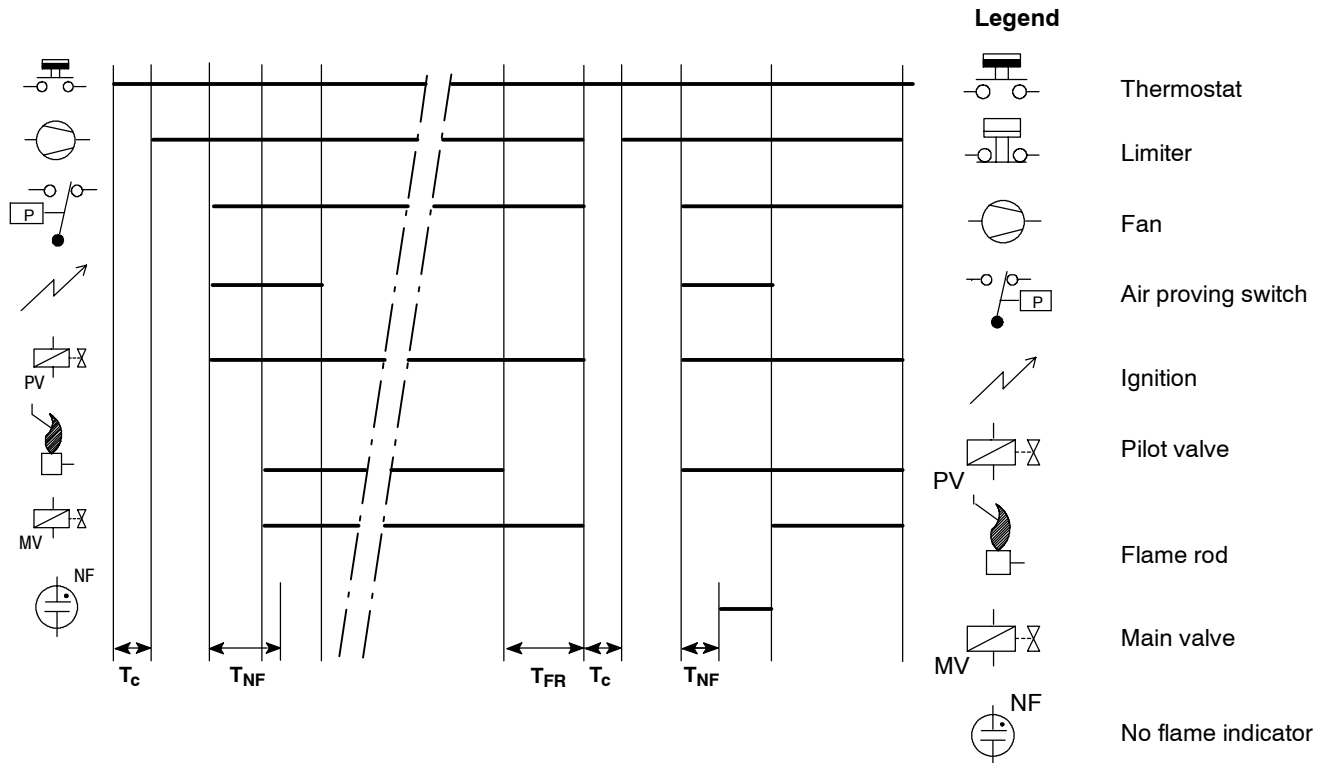 Legend
Thermostat
Limiter
Fan
P
P
Air proving switch
Ignition
PV
PV
Pilot valve
Flame rod
MV
MV
Main valve
NF
NF
No flame indicator
Tc
TNF
TFR
Tc
TNF